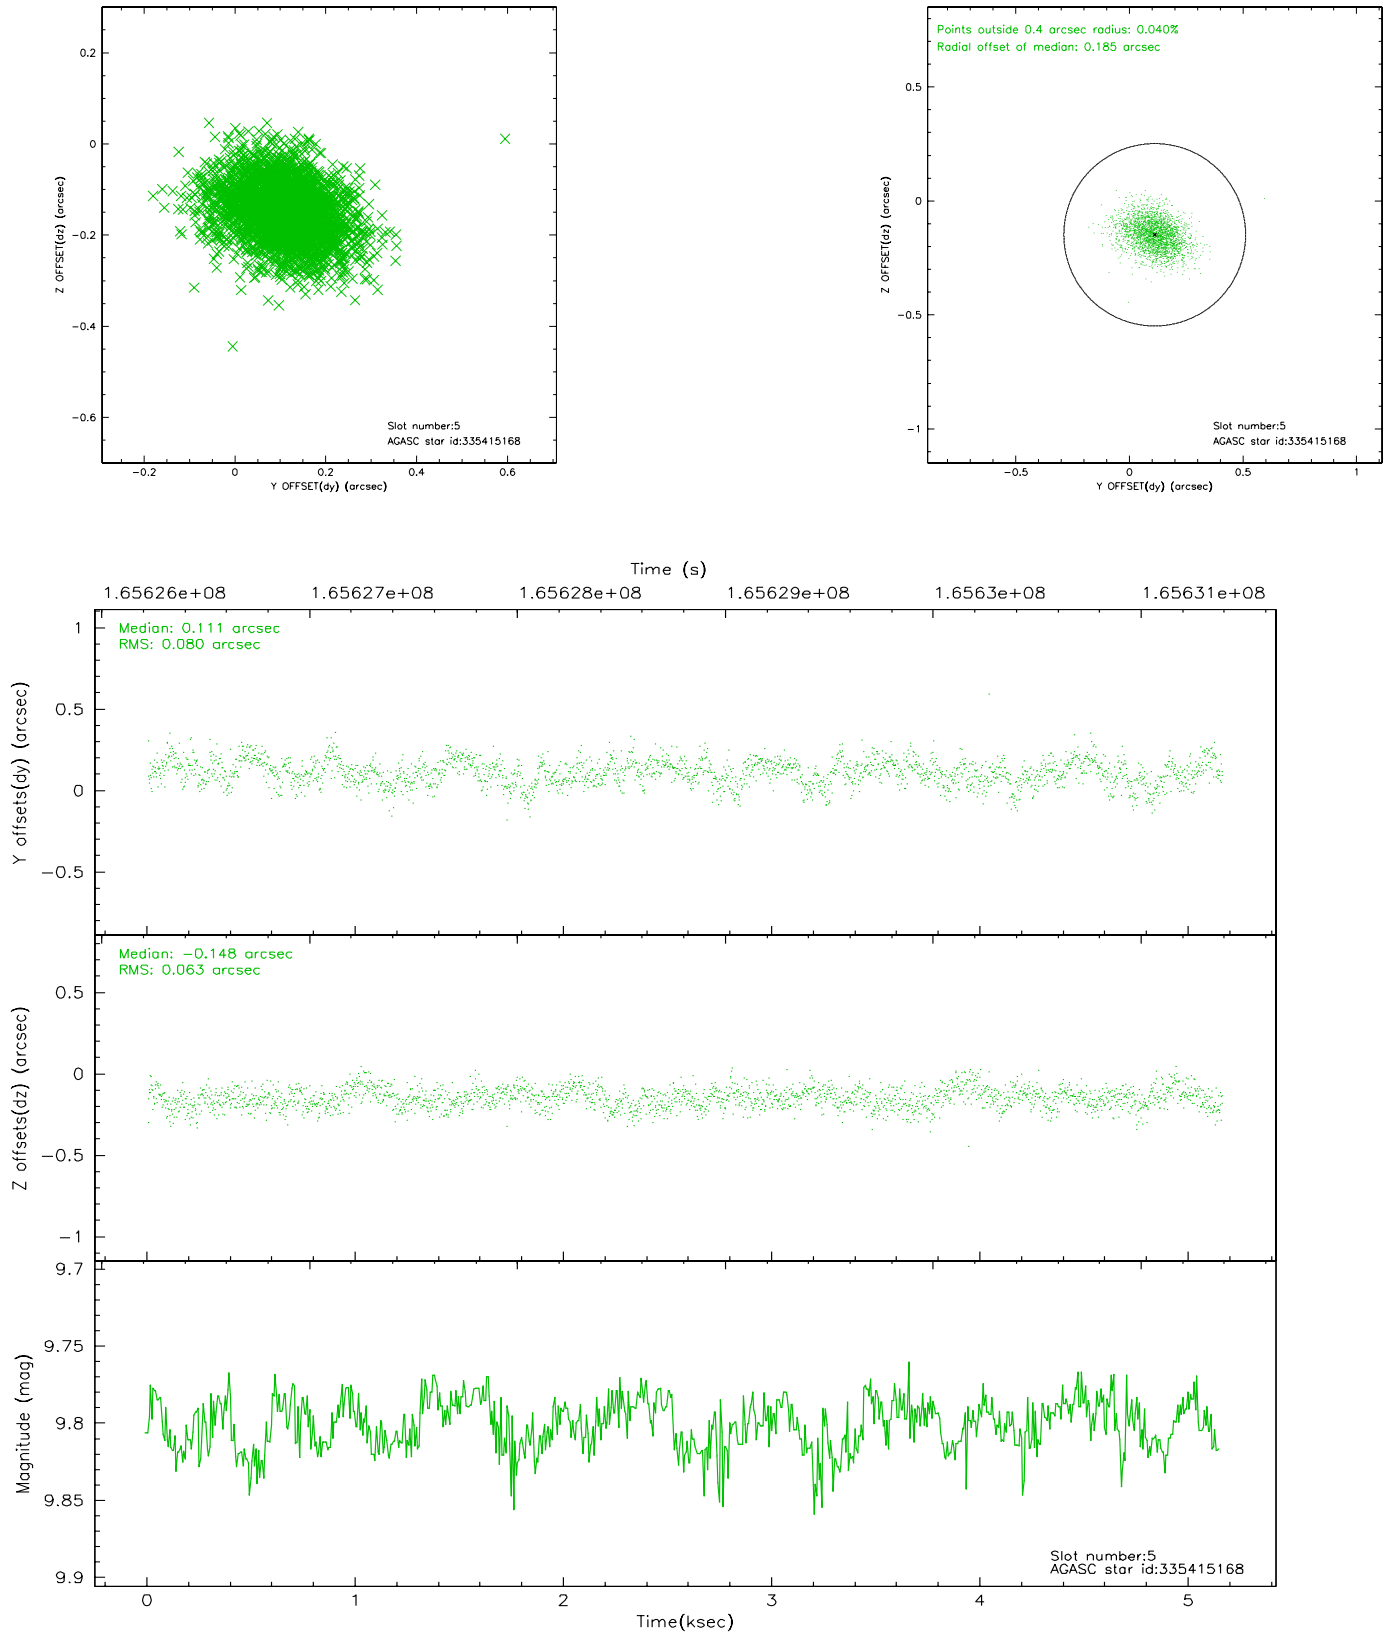 0.2
0
−0.2
−0.4
−0.6
Z OFFSET(dz) (arcsec)
Slot number:5
AGASC star id:335415168
−0.2 0 0.2 0.4 0.6
Y OFFSET(dy) (arcsec)
Points outside 0.4 arcsec radius: 0.040%
Radial offset of median: 0.185 arcsec
0.5
0
−0.5
−1
Z OFFSET(dz) (arcsec)
Slot number:5
AGASC star id:335415168
−0.5 0 0.5 1
Y OFFSET(dy) (arcsec)
Time (s)
1.65626e+08 1.65627e+08 1.65628e+08 1.65629e+08 1.6563e+08 1.65631e+08
Median: 0.111 arcsec
RMS: 0.080 arcsec
1
0.5
0
−0.5
Y offsets(dy) (arcsec)
Median: −0.148 arcsec
RMS: 0.063 arcsec
0.5
0
−0.5
−1
Z offsets(dz) (arcsec)
9.7
9.75
9.8
9.85
9.9
Magnitude (mag)
Slot number:5
AGASC star id:335415168
0 1 2 3 4 5
Time(ksec)